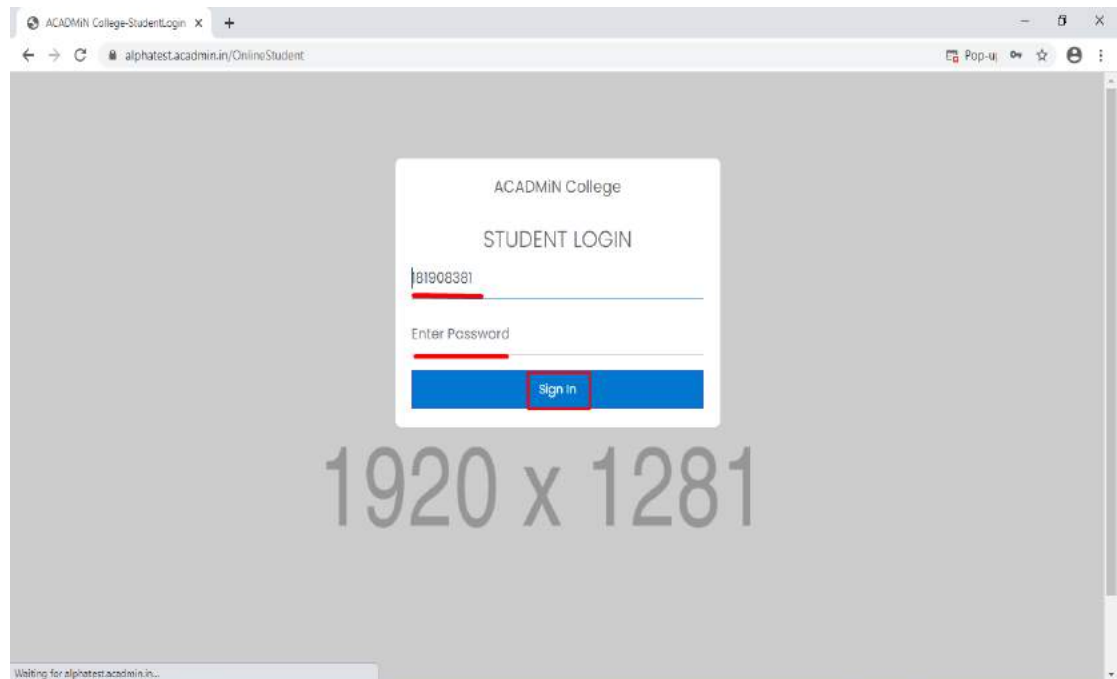 ACADMiN College-StudentLogin
alphatest.acadmin.in/OnlineStudent
Pop-u
ACADMiN College
STUDENT LOGIN
181908381
Enter Password
Sign In
1920 x 1281
Waiting for alphatest.acadmin.in...